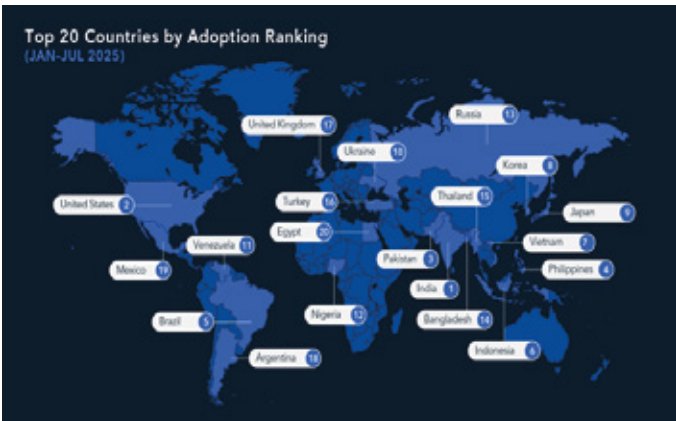 Top 20 Countries by Adoption Ranking
(JAN-JUL 2025)
United Kingdom 17
Russia 13
Ukraine 10
Korea 8
United States 2
Turkey 16
Thailand 15
Japan 9
Egypt 20
Venezuela 11
Vietnam 7
Mexico 19
Pakistan 3
Philippines 4
India 1
Brazil 5
Nigeria 12
Bangladesh 14
Argentina 18
Indonesia 6